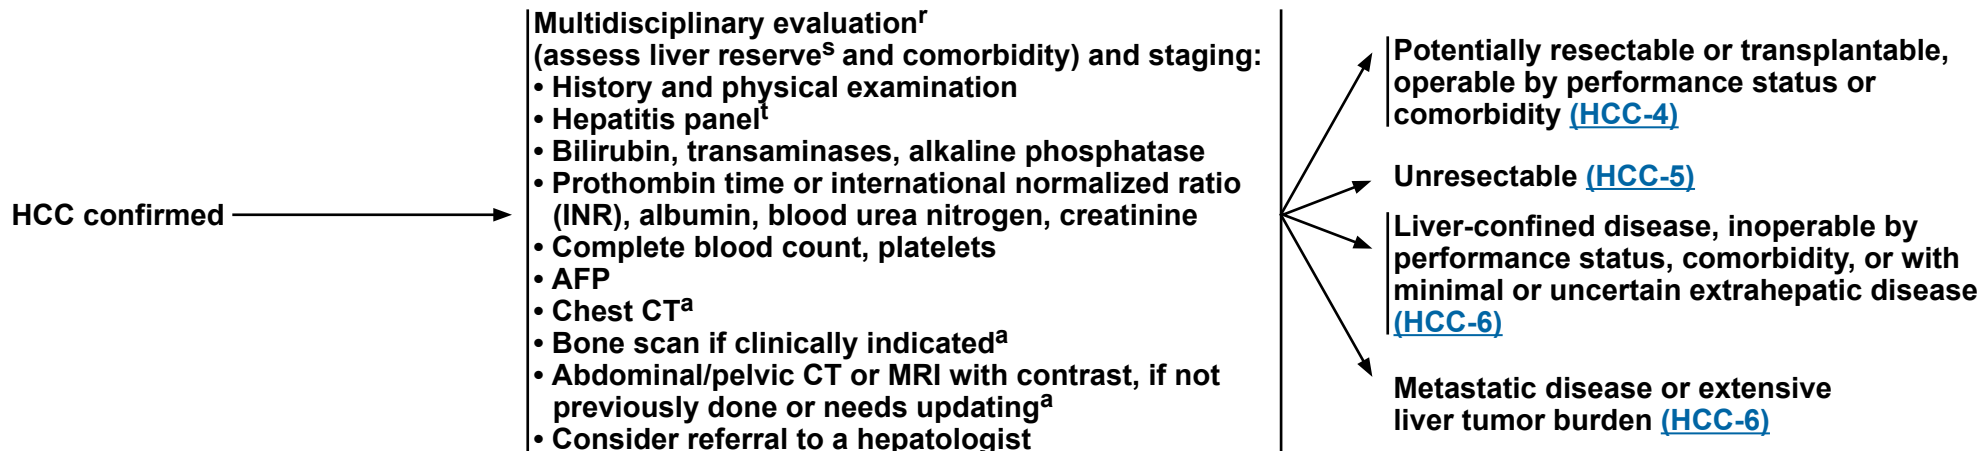 HCC confirmed
Multidisciplinary evaluationr
(assess liver reserves and comorbidity) and staging:
• History and physical examination
• Hepatitis panelt
• Bilirubin, transaminases, alkaline phosphatase
• Prothombin time or international normalized ratio
(INR), albumin, blood urea nitrogen, creatinine
• Complete blood count, platelets
• AFP
• Chest CTa
• Bone scan if clinically indicateda
• Abdominal/pelvic CT or MRI with contrast, if not
previously done or needs updatinga
• Consider referral to a hepatologist
Potentially resectable or transplantable,
operable by performance status or
comorbidity (HCC-4)
Unresectable (HCC-5)
Liver-confined disease, inoperable by
performance status, comorbidity, or with
minimal or uncertain extrahepatic disease
(HCC-6)
Metastatic disease or extensive
liver tumor burden (HCC-6)